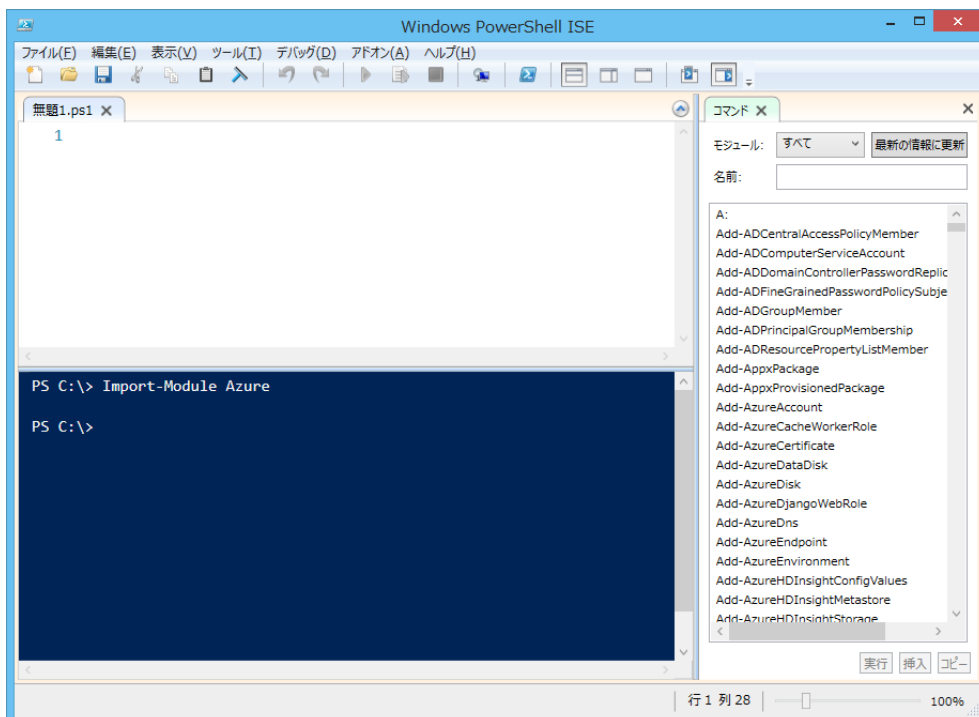 Windows PowerShell ISE
ファイル(F) 編集(E) 表示(V) ツール(T) デバッグ(D) アドオン(A) ヘルプ(H)
無題1.ps1
1
PS C:\> Import-Module Azure
PS C:\>
コマンド
モジュール: すべて 最新の情報に更新
名前:
A:
Add-ADCentralAccessPolicyMember
Add-ADComputerServiceAccount
Add-ADDomainControllerPasswordReplic
Add-ADFineGrainedPasswordPolicySubje
Add-ADGroupMember
Add-ADPrincipalGroupMembership
Add-ADResourcePropertyListMember
Add-AppxPackage
Add-AppxProvisionedPackage
Add-AzureAccount
Add-AzureCacheWorkerRole
Add-AzureCertificate
Add-AzureDataDisk
Add-AzureDisk
Add-AzureDjangoWebRole
Add-AzureDns
Add-AzureEndpoint
Add-AzureEnvironment
Add-AzureHDInsightConfigValues
Add-AzureHDInsightMetastore
Add-AzureHDInsightStorage
実行 挿入 コピー
行 1 列 28 100%